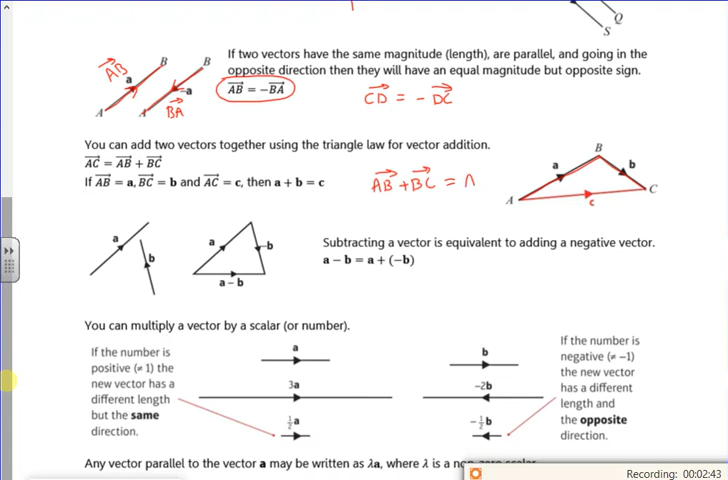 Q
S
If two vectors have the same magnitude (length), are parallel, and going in the
opposite direction then they will have an equal magnitude but opposite sign.
AB = −BA
AB
a
B
A
B
-a
A
BA
CD = - DC
You can add two vectors together using the triangle law for vector addition.
AC = AB + BC
If AB = a, BC = b and AC = c, then a + b = c
AB + BC =
B
a
b
A
C
c
a
b
a
-b
a − b
Subtracting a vector is equivalent to adding a negative vector.
a − b = a + (−b)
You can multiply a vector by a scalar (or number).
If the number is
positive (≠ 1) the
new vector has a
different length
but the same
direction.
a
3a
½a
b
−2b
−½b
If the number is
negative (≠ −1)
the new vector
has a different
length and
the opposite
direction.
Any vector parallel to the vector a may be written as λa, where λ is a non-zero scalar.
Recording: 00:02:43